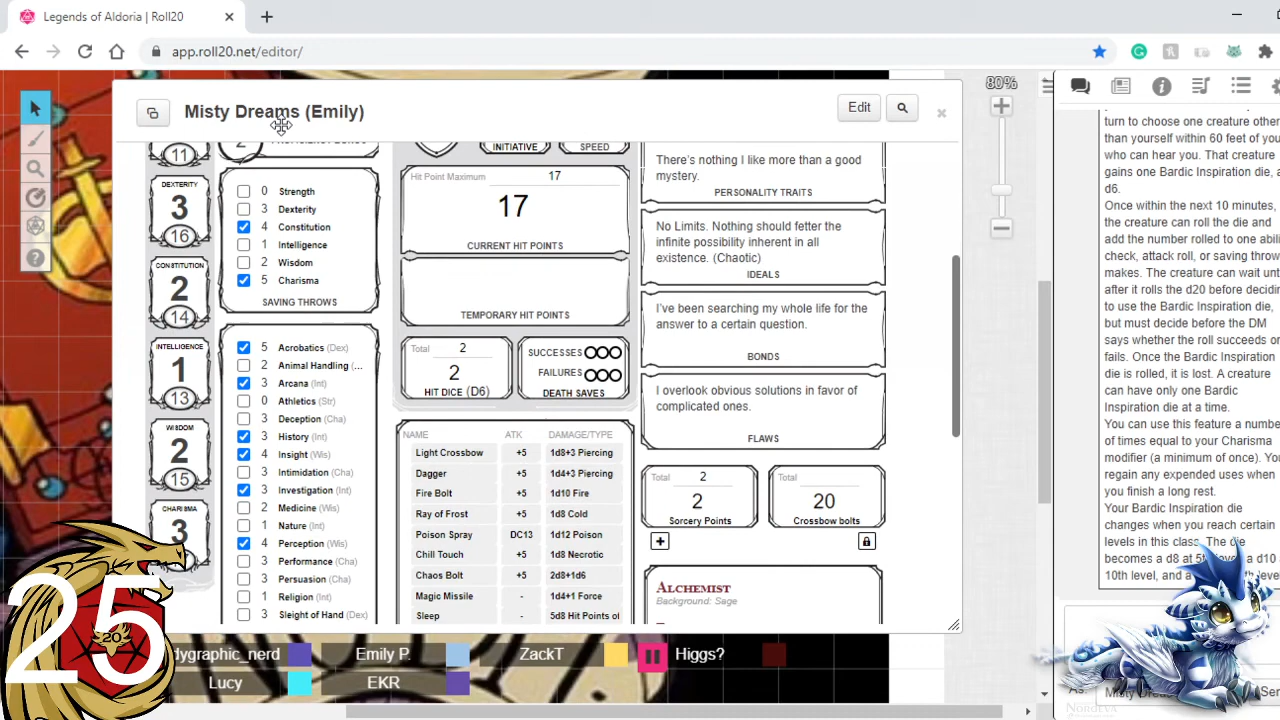 Legends of Aldoria | Roll20
app.roll20.net/editor/
Misty Dreams (Emily)
Edit
80%
11
2
INITIATIVE
SPEED
DEXTERITY
3
16
CONSTITUTION
2
14
INTELLIGENCE
1
13
WISDOM
2
15
CHARISMA
3
0 Strength
3 Dexterity
4 Constitution
1 Intelligence
2 Wisdom
5 Charisma
SAVING THROWS
5 Acrobatics (Dex)
2 Animal Handling (...
3 Arcana (Int)
0 Athletics (Str)
3 Deception (Cha)
3 History (Int)
4 Insight (Wis)
3 Intimidation (Cha)
3 Investigation (Int)
2 Medicine (Wis)
1 Nature (Int)
4 Perception (Wis)
3 Performance (Cha)
3 Persuasion (Cha)
1 Religion (Int)
3 Sleight of Hand (Dex)
Hit Point Maximum 17
17
CURRENT HIT POINTS
TEMPORARY HIT POINTS
Total 2
2
HIT DICE (D6)
SUCCESSES
FAILURES
DEATH SAVES
NAME ATK DAMAGE/TYPE
Light Crossbow +5 1d8+3 Piercing
Dagger +5 1d4+3 Piercing
Fire Bolt +5 1d10 Fire
Ray of Frost +5 1d8 Cold
Poison Spray DC13 1d12 Poison
Chill Touch +5 1d8 Necrotic
Chaos Bolt +5 2d8+1d6
Magic Missile - 1d4+1 Force
Sleep - 5d8 Hit Points of
There's nothing I like more than a good
mystery.
PERSONALITY TRAITS
No Limits. Nothing should fetter the
infinite possibility inherent in all
existence. (Chaotic)
IDEALS
I've been searching my whole life for the
answer to a certain question.
BONDS
I overlook obvious solutions in favor of
complicated ones.
FLAWS
Total 2
2
Sorcery Points
Total
20
Crossbow bolts
ALCHEMIST
Background: Sage
turn to choose one creature other
than yourself within 60 feet of you
who can hear you. That creature
gains one Bardic Inspiration die, a
d6.
Once within the next 10 minutes,
the creature can roll the die and
add the number rolled to one abili
check, attack roll, or saving throw
makes. The creature can wait unt
after it rolls the d20 before decidin
to use the Bardic Inspiration die,
but must decide before the DM
says whether the roll succeeds or
fails. Once the Bardic Inspiration
die is rolled, it is lost. A creature
can have only one Bardic
Inspiration die at a time.
You can use this feature a numbe
of times equal to your Charisma
modifier (a minimum of once). You
regain any expended uses when
you finish a long rest.
Your Bardic Inspiration die
changes when you reach certain
levels in this class. The die
becomes a d8 at 5th
10th level, and a
As:
25
20
dygraphic_nerd
Emily P.
ZackT
Higgs?
Lucy
EKR